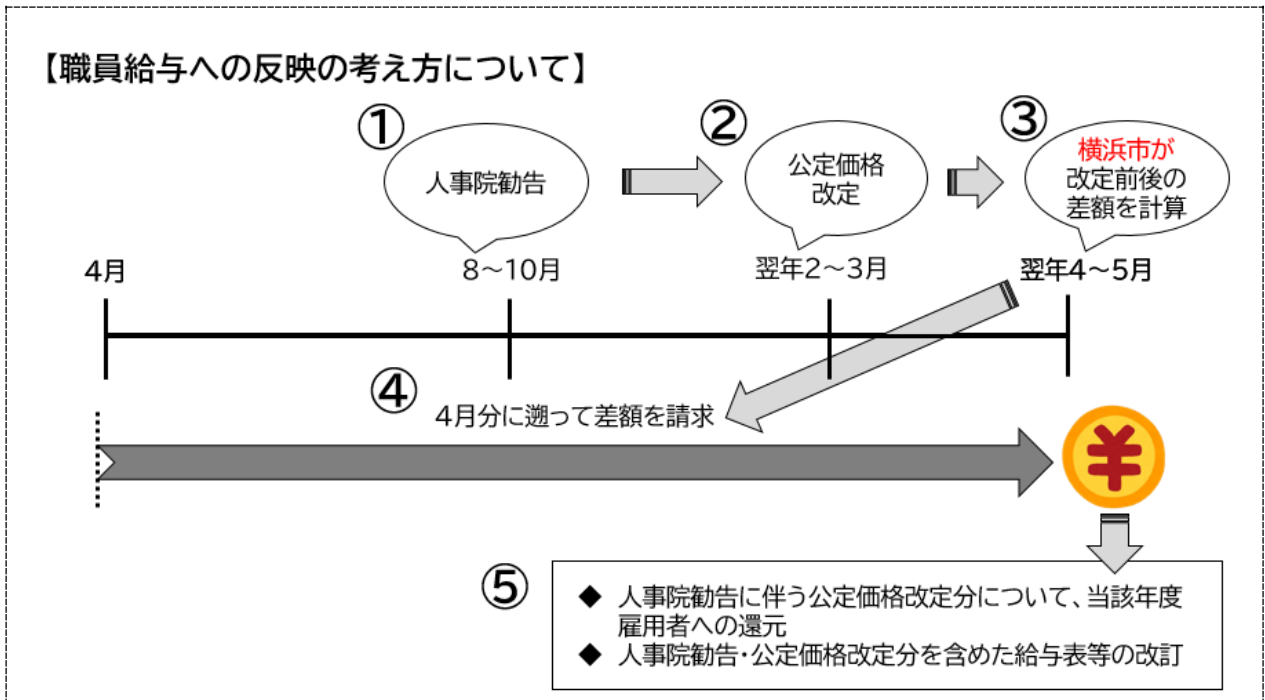 【職員給与への反映の考え方について】
①
人事院勧告
②
公定価格
改定
③
横浜市が
改定前後の
差額を計算
4月
8～10月
翌年2～3月
翌年4～5月
④
4月分に遡って差額を請求
¥
⑤
◆ 人事院勧告に伴う公定価格改定分について、当該年度
雇用者への還元
◆ 人事院勧告・公定価格改定分を含めた給与表等の改訂